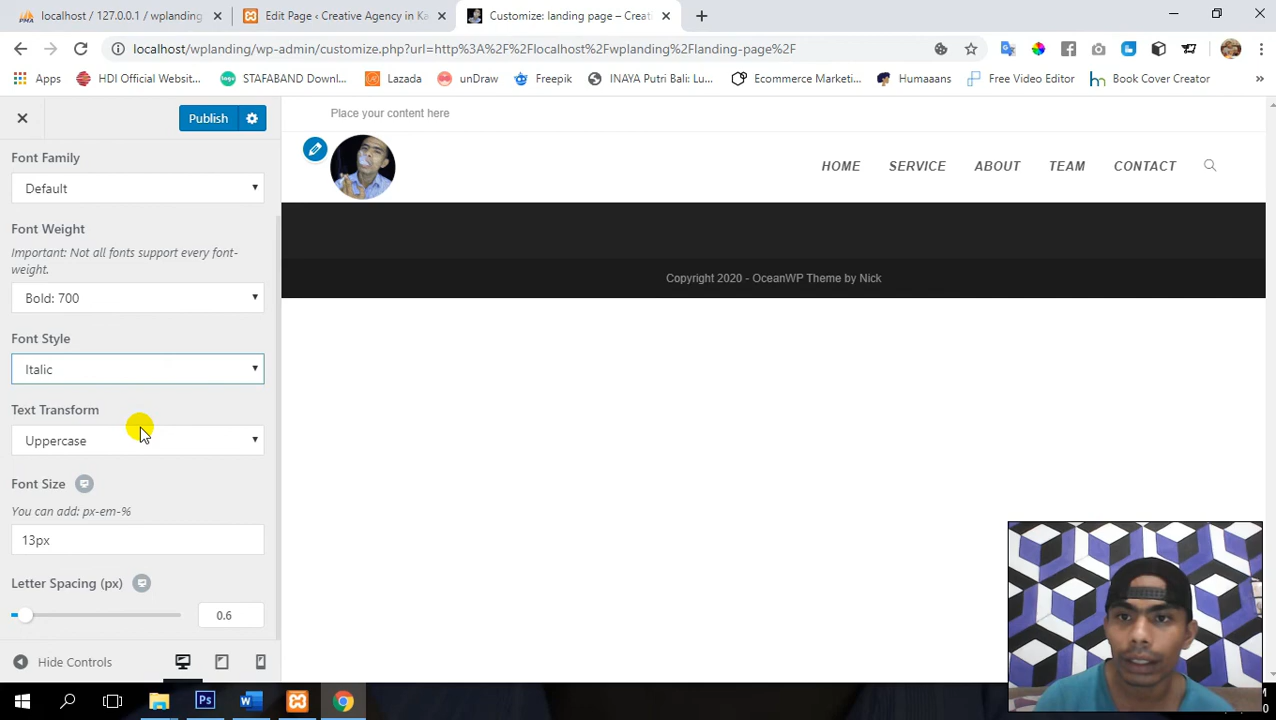 localhost / 127.0.0.1 / wplanding
Edit Page ‹ Creative Agency in Ka
Customize: landing page – Creati
localhost/wplanding/wp-admin/customize.php?url=http%3A%2F%2Flocalhost%2Fwplanding%2Flanding-page%2F
Apps
HDI Official Websit...
STAFABAND Downl...
Lazada
unDraw
Freepik
INAYA Putri Bali: Lu...
Ecommerce Marketi...
Humaaans
Free Video Editor
Book Cover Creator
Publish
Place your content here
Font Family
Default
HOME SERVICE ABOUT TEAM CONTACT
Font Weight
Important: Not all fonts support every font-
weight.
Bold: 700
Copyright 2020 - OceanWP Theme by Nick
Font Style
Italic
Text Transform
Uppercase
Font Size
You can add: px-em-%
13px
Letter Spacing (px)
0.6
Hide Controls